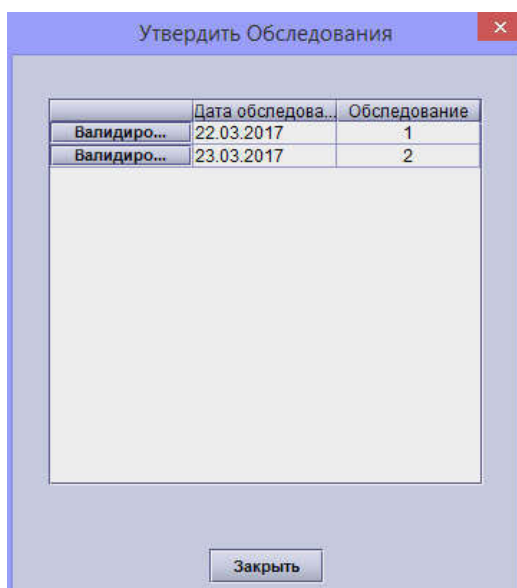 Утвердить Обследования
Дата обследова... Обследование
Валидиро... 22.03.2017 1
Валидиро... 23.03.2017 2
Закрыть